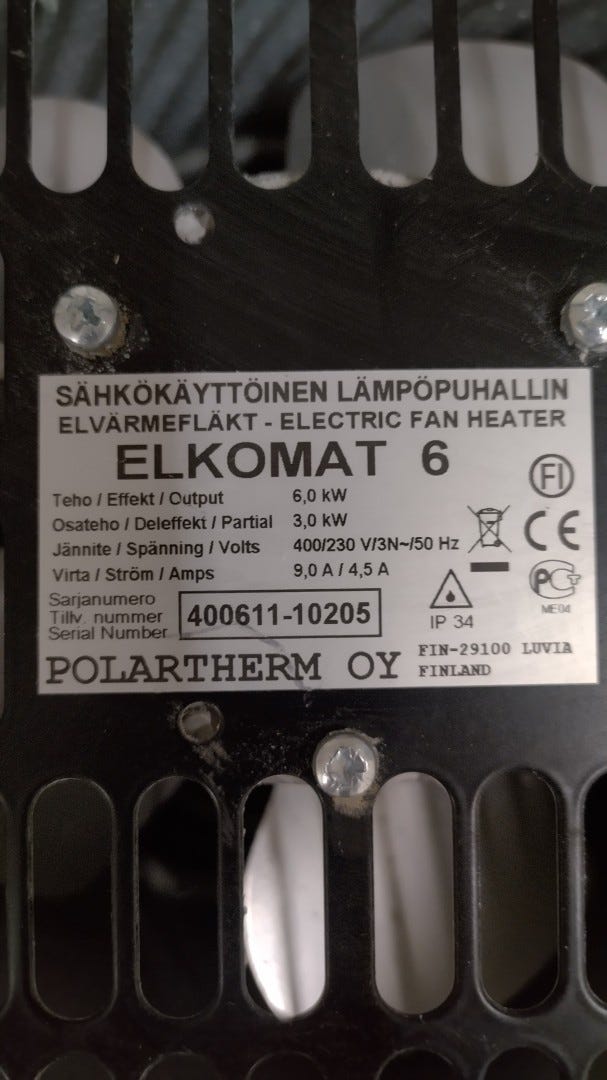 SÄHKÖKÄYTTÖINEN LÄMPÖPUHALLIN
ELVÄRMEFLÄKT - ELECTRIC FAN HEATER
ELKOMAT 6
FI
Teho / Effekt / Output 6,0 kW
Osateho / Deleffekt / Partial 3,0 kW
Jännite / Spänning / Volts 400/230 V/3N~/50 Hz
CE
Virta / Ström / Amps 9,0 A / 4,5 A
PCT
ME04
Sarjanumero
Tillv. nummer
Serial Number
400611-10205
IP 34
POLARTHERM OY
FIN-29100 LUVIA
FINLAND